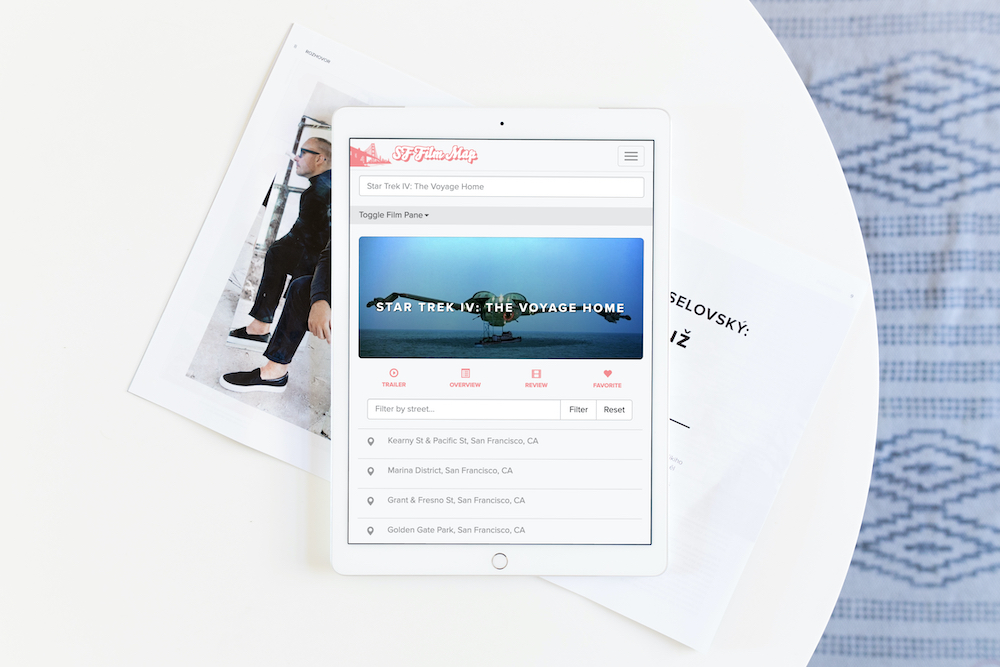 ROZHOVOR
SF Film Map
Star Trek IV: The Voyage Home
Toggle Film Pane
STAR TREK IV: THE VOYAGE HOME
TRAILER
OVERVIEW
REVIEW
FAVORITE
Filter by street...
Filter
Reset
Kearny St & Pacific St, San Francisco, CA
Marina District, San Francisco, CA
Grant & Fresno St, San Francisco, CA
Golden Gate Park, San Francisco, CA
SELOVSKÝ:
IŽ